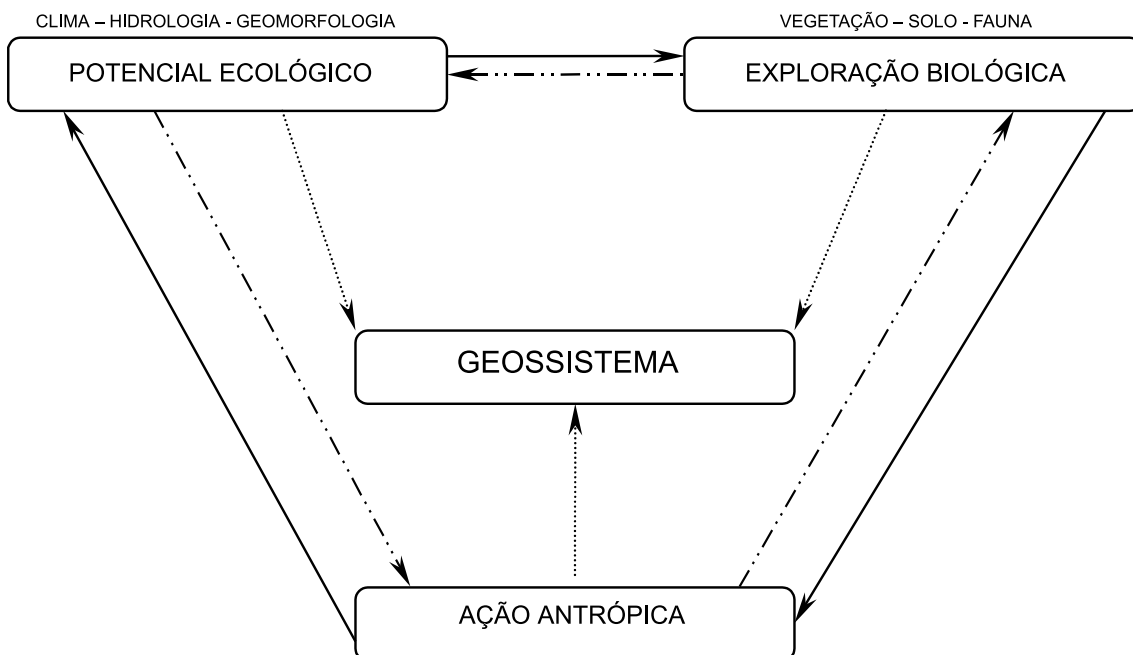 CLIMA – HIDROLOGIA - GEOMORFOLOGIA
VEGETAÇÃO – SOLO - FAUNA
POTENCIAL ECOLÓGICO
EXPLORAÇÃO BIOLÓGICA
GEOSSISTEMA
AÇÃO ANTRÓPICA